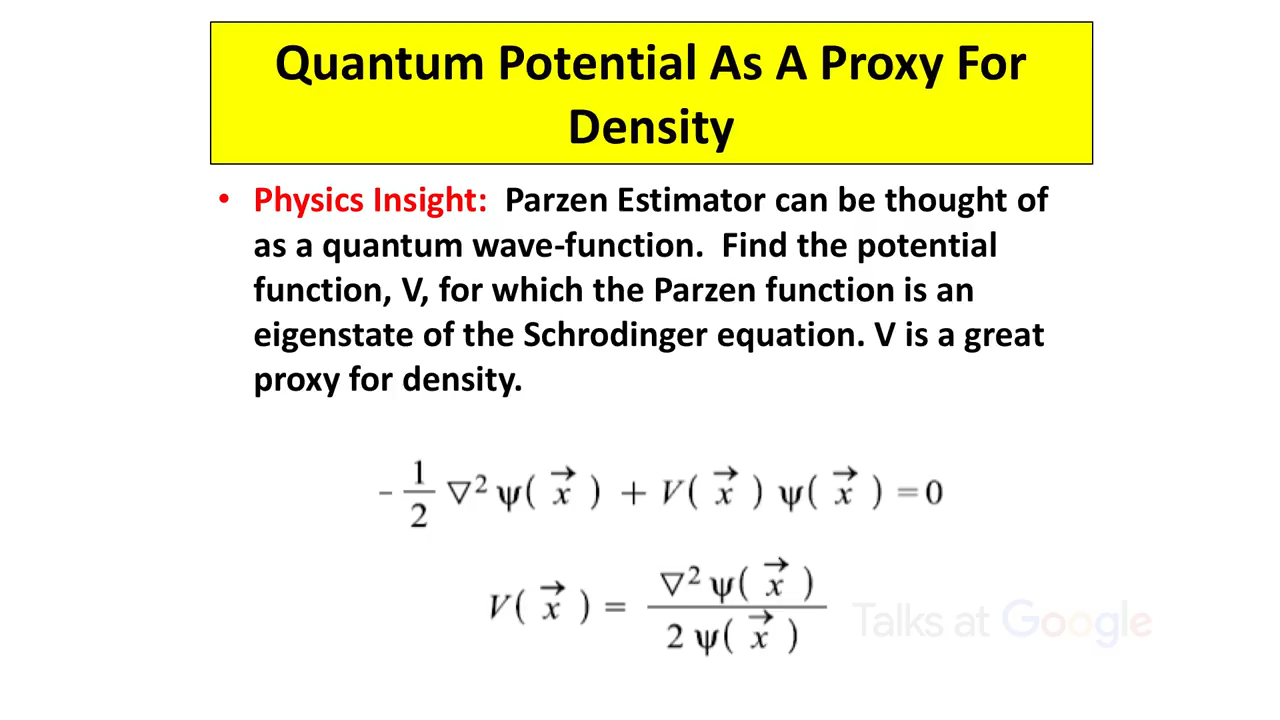 Quantum Potential As A Proxy For
Density
• Physics Insight: Parzen Estimator can be thought of
as a quantum wave-function. Find the potential
function, V, for which the Parzen function is an
eigenstate of the Schrodinger equation. V is a great
proxy for density.
- 1/2 ∇² ψ( x⃗ ) + V( x⃗ ) ψ( x⃗ ) = 0
V( x⃗ ) = ∇² ψ( x⃗ ) / 2 ψ( x⃗ )
Talks at Google